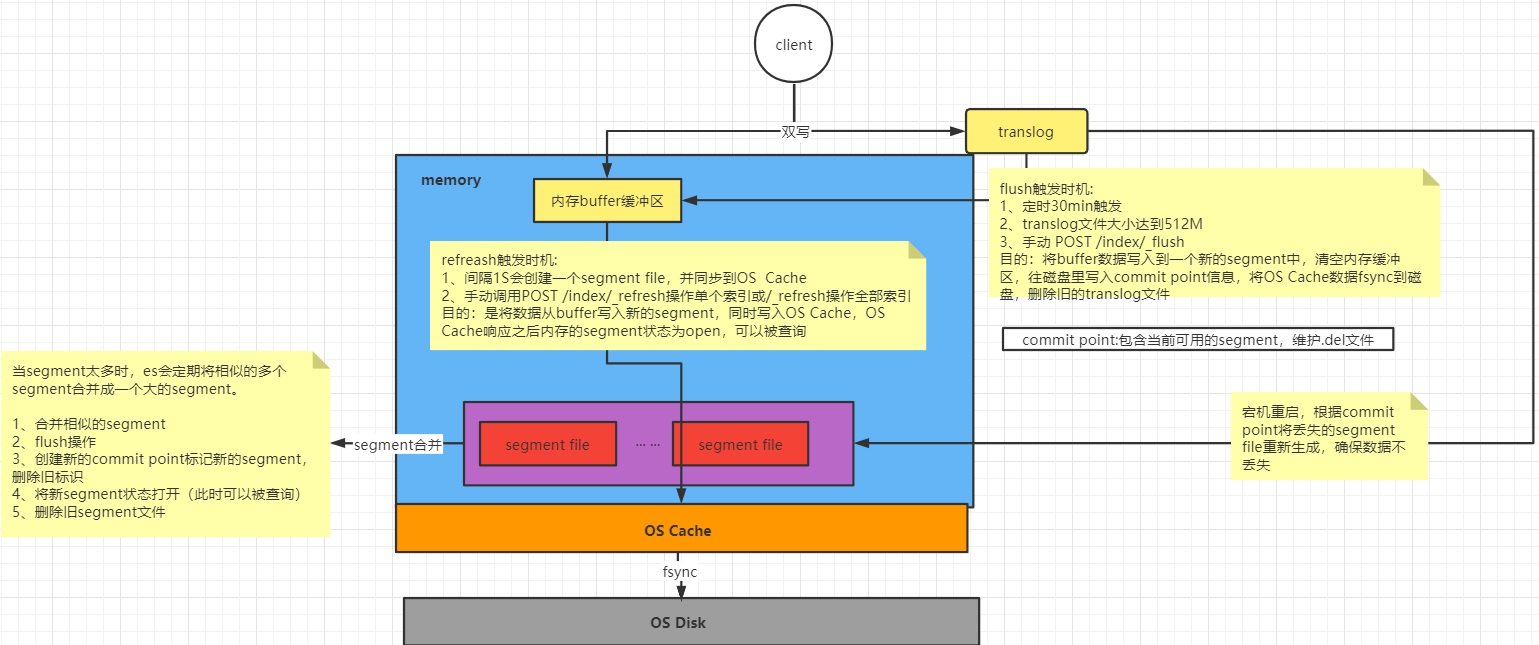 client
双写
translog
memory
内存buffer缓冲区
flush触发时机:
1、定时30min触发
2、translog文件大小达到512M
3、手动 POST /index/_flush
目的：将buffer数据写入到一个新的segment中，清空内存缓冲
区，往磁盘里写入commit point信息，将OS Cache数据fsync到磁
盘，删除旧的translog文件
refreash触发时机:
1、间隔1S会创建一个segment file，并同步到OS  Cache
2、手动调用POST /index/_refresh操作单个索引或/_refresh操作全部索引
目的：是将数据从buffer写入新的segment，同时写入OS Cache，OS
Cache响应之后内存的segment状态为open，可以被查询
commit point:包含当前可用的segment，维护.del文件
当segment太多时，es会定期将相似的多个
segment合并成一个大的segment。
1、合并相似的segment
2、flush操作
3、创建新的commit point标记新的segment，
删除旧标识
4、将新segment状态打开（此时可以被查询）
5、删除旧segment文件
segment合并
segment file
... ...
segment file
宕机重启，根据commit
point将丢失的segment
file重新生成，确保数据不
丢失
OS Cache
fsync
OS Disk